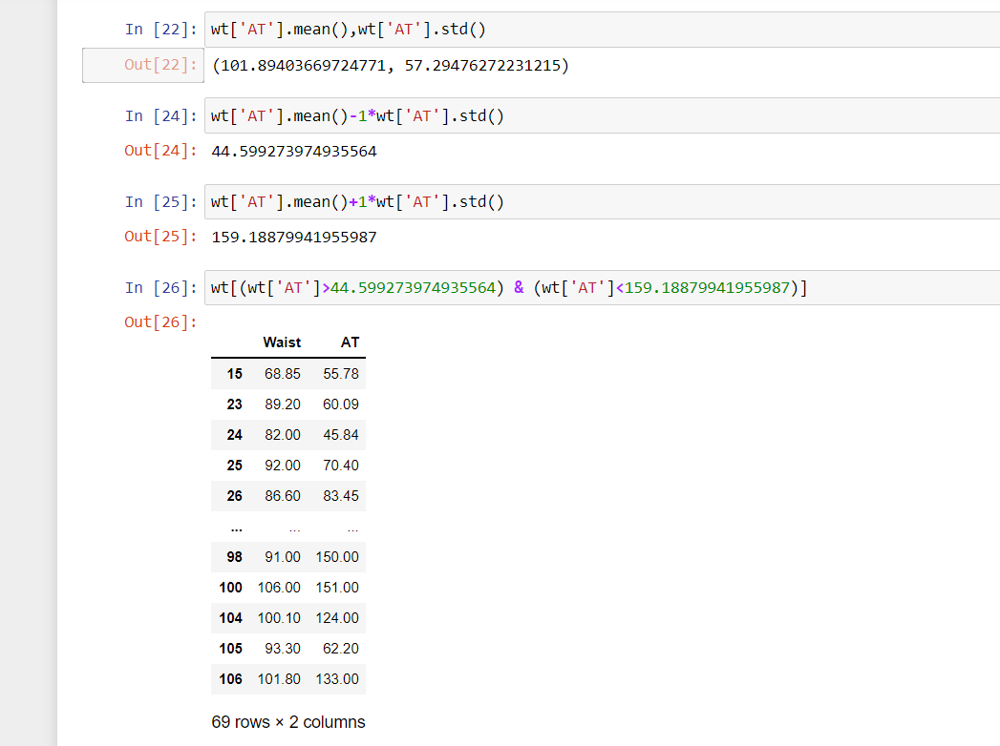 In [22]: wt['AT'].mean(),wt['AT'].std()
Out[22]: (101.89403669724771, 57.29476272231215)
In [24]: wt['AT'].mean()-1*wt['AT'].std()
Out[24]: 44.599273974935564
In [25]: wt['AT'].mean()+1*wt['AT'].std()
Out[25]: 159.18879941955987
In [26]: wt[(wt['AT']>44.599273974935564) & (wt['AT']<159.18879941955987)]
Out[26]:
Waist AT
15 68.85 55.78
23 89.20 60.09
24 82.00 45.84
25 92.00 70.40
26 86.60 83.45
... ... ...
98 91.00 150.00
100 106.00 151.00
104 100.10 124.00
105 93.30 62.20
106 101.80 133.00
69 rows × 2 columns